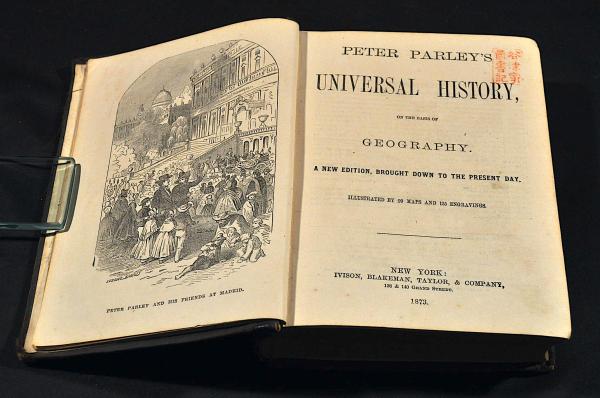 PETER PARLEY AND HIS FRIENDS AT MADRID.
PETER PARLEY'S
UNIVERSAL HISTORY,
ON THE BASIS OF
GEOGRAPHY.
A NEW EDITION, BROUGHT DOWN TO THE PRESENT DAY.
ILLUSTRATED BY 20 MAPS AND 125 ENGRAVINGS.
NEW YORK:
IVISON, BLAKEMAN, TAYLOR, & COMPANY,
138 & 140 GRAND STREET.
1873.